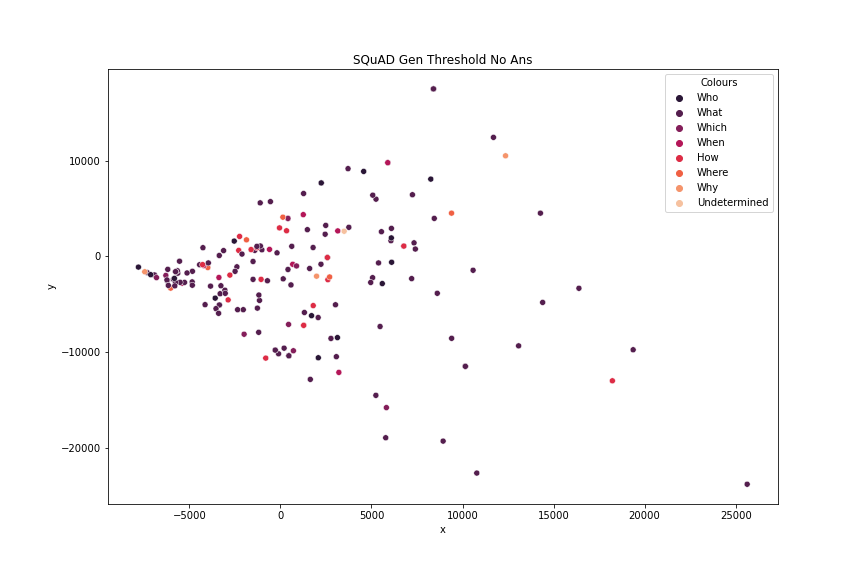 SQuAD Gen Threshold No Ans
Colours
Who
What
Which
When
How
Where
Why
Undetermined
10000
0
−10000
−20000
y
−5000 0 5000 10000 15000 20000 25000
x